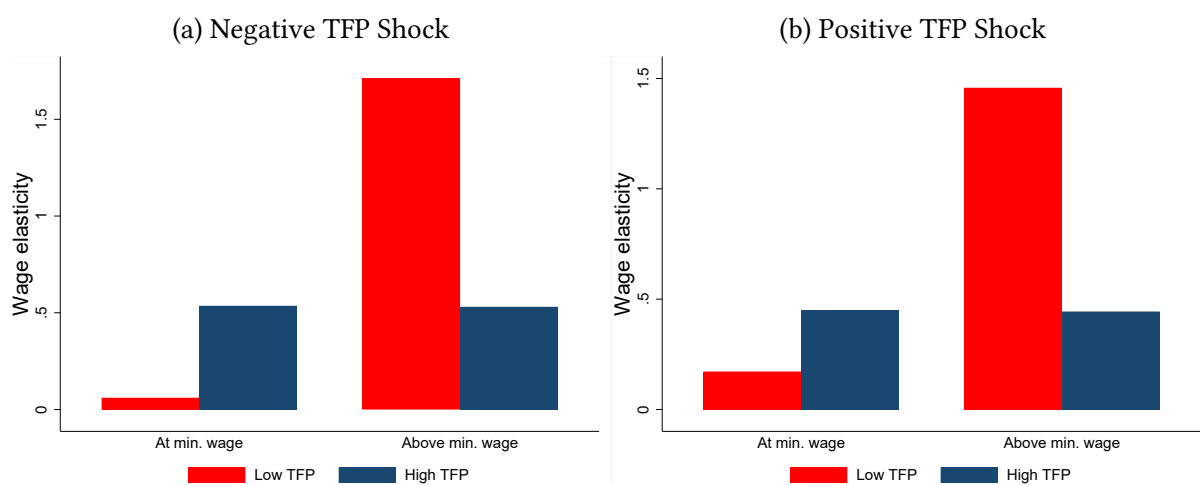 (a) Negative TFP Shock
Wage elasticity
1.5
1
.5
0
At min. wage
Above min. wage
Low TFP
High TFP
(b) Positive TFP Shock
Wage elasticity
1.5
1
.5
0
At min. wage
Above min. wage
Low TFP
High TFP